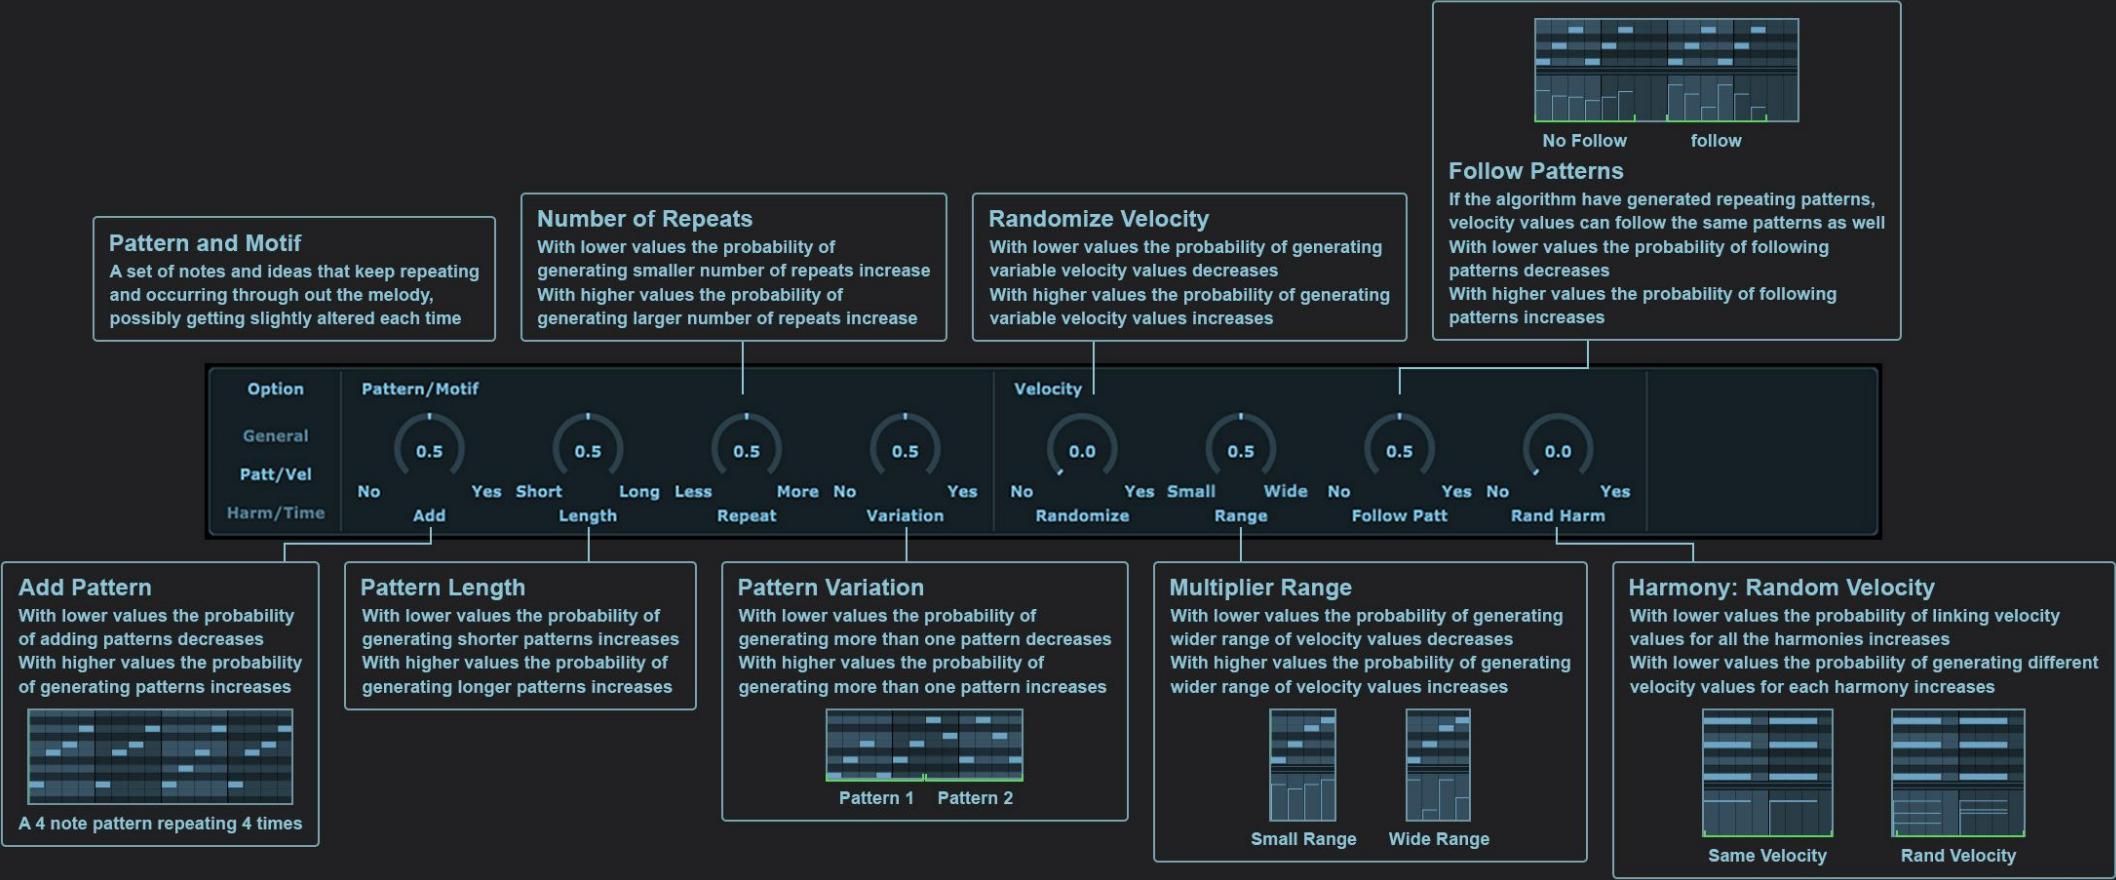 No Follow
follow
Follow Patterns
If the algorithm have generated repeating patterns,
velocity values can follow the same patterns as well
With lower values the probability of following
patterns decreases
With higher values the probability of following
patterns increases
Pattern and Motif
A set of notes and ideas that keep repeating
and occurring through out the melody,
possibly getting slightly altered each time
Number of Repeats
With lower values the probability of
generating smaller number of repeats increase
With higher values the probability of
generating larger number of repeats increase
Randomize Velocity
With lower values the probability of generating
variable velocity values decreases
With higher values the probability of generating
variable velocity values increases
Option
General
Patt/Vel
Harm/Time
Pattern/Motif
0.5
No Yes
Add
0.5
Short Long
Length
0.5
Less More
Repeat
0.5
No Yes
Variation
Velocity
0.0
No Yes
Randomize
0.5
Small Wide
Range
0.5
No Yes
Follow Patt
0.0
No Yes
Rand Harm
Add Pattern
With lower values the probability
of adding patterns decreases
With higher values the probability
of generating patterns increases
A 4 note pattern repeating 4 times
Pattern Length
With lower values the probability of
generating shorter patterns increases
With higher values the probability of
generating longer patterns increases
Pattern Variation
With lower values the probability of
generating more than one pattern decreases
With higher values the probability of
generating more than one pattern increases
Pattern 1 Pattern 2
Multiplier Range
With lower values the probability of generating
wider range of velocity values decreases
With higher values the probability of generating
wider range of velocity values increases
Small Range Wide Range
Harmony: Random Velocity
With lower values the probability of linking velocity
values for all the harmonies increases
With lower values the probability of generating different
velocity values for each harmony increases
Same Velocity Rand Velocity